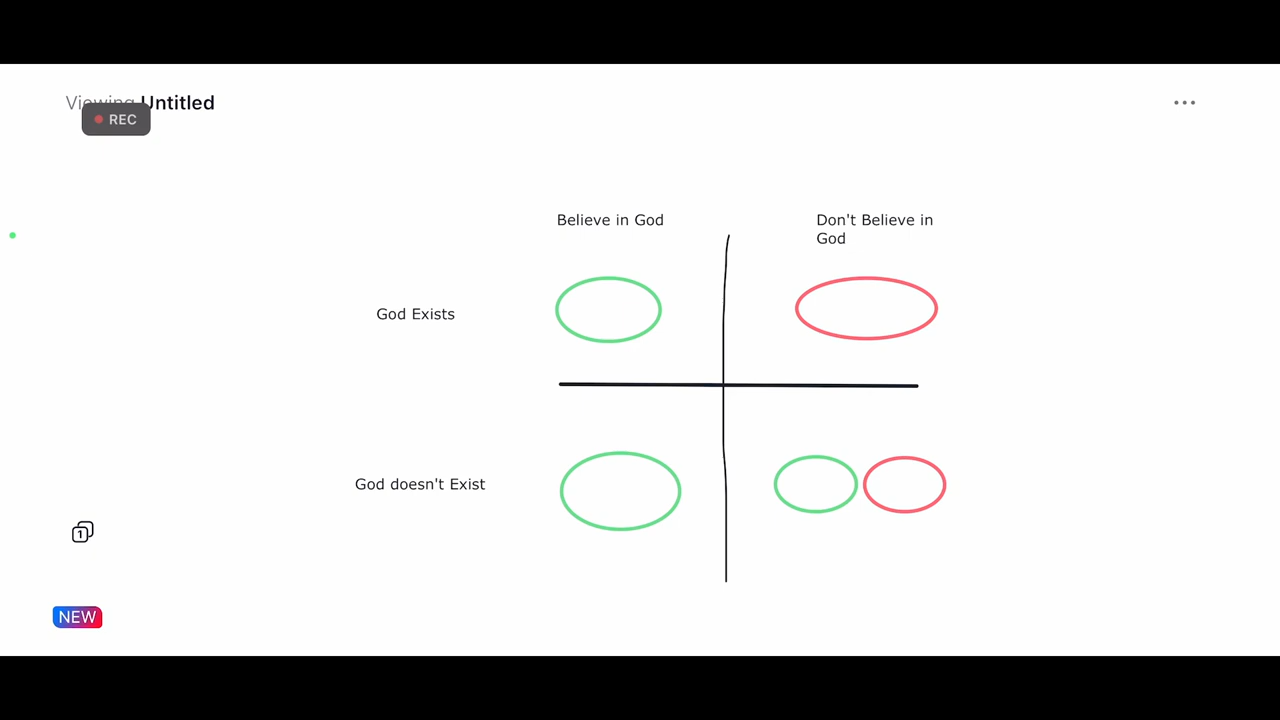 Viewing Untitled
REC
Believe in God
Don't Believe in
God
God Exists
God doesn't Exist
1
NEW